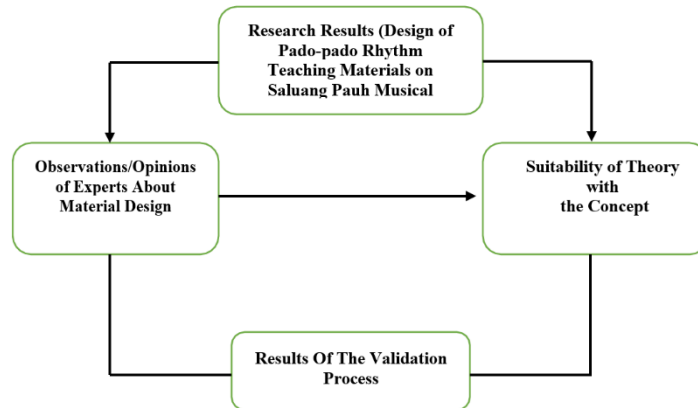 Research Results (Design of
Pado-pado Rhythm
Teaching Materials on
Saluang Pauh Musical
Observations/Opinions
of Experts About
Material Design
Suitability of Theory
with
the Concept
Results Of The Validation
Process